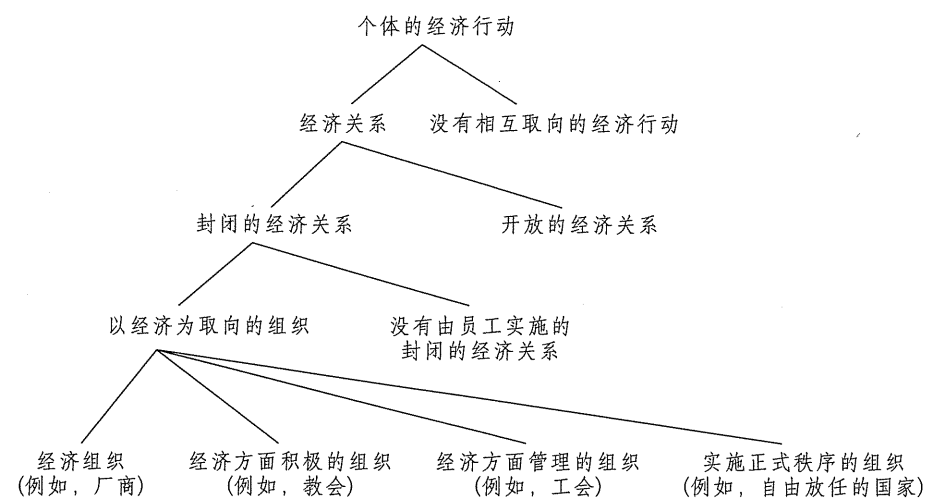 个体的经济行动
经济关系
没有相互取向的经济行动
封闭的经济关系
开放的经济关系
以经济为取向的组织
没有由员工实施的
封闭的经济关系
经济组织
(例如，厂商)
经济方面积极的组织
(例如，教会)
经济方面管理的组织
(例如，工会)
实施正式秩序的组织
(例如，自由放任的国家)